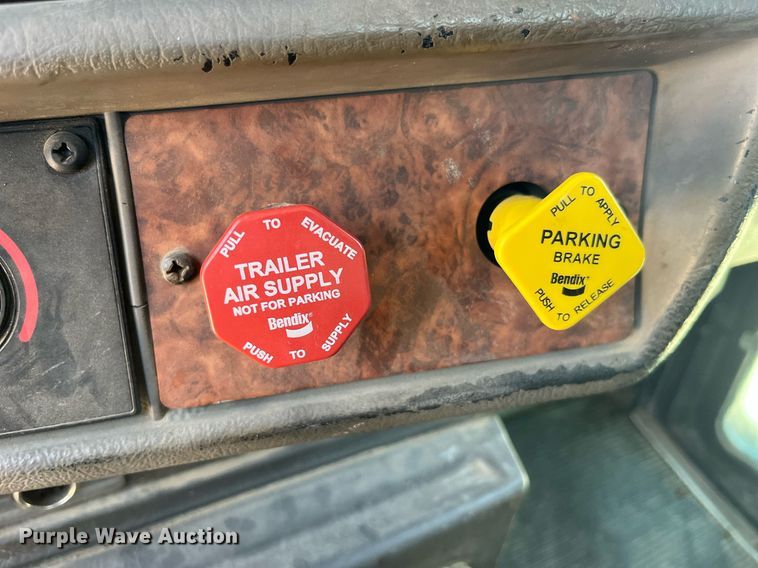 PULL TO EVACUATE
TRAILER
AIR SUPPLY
NOT FOR PARKING
Bendix®
PUSH TO SUPPLY
PULL TO APPLY
PARKING
BRAKE
Bendix
PUSH TO RELEASE
Purple Wave Auction